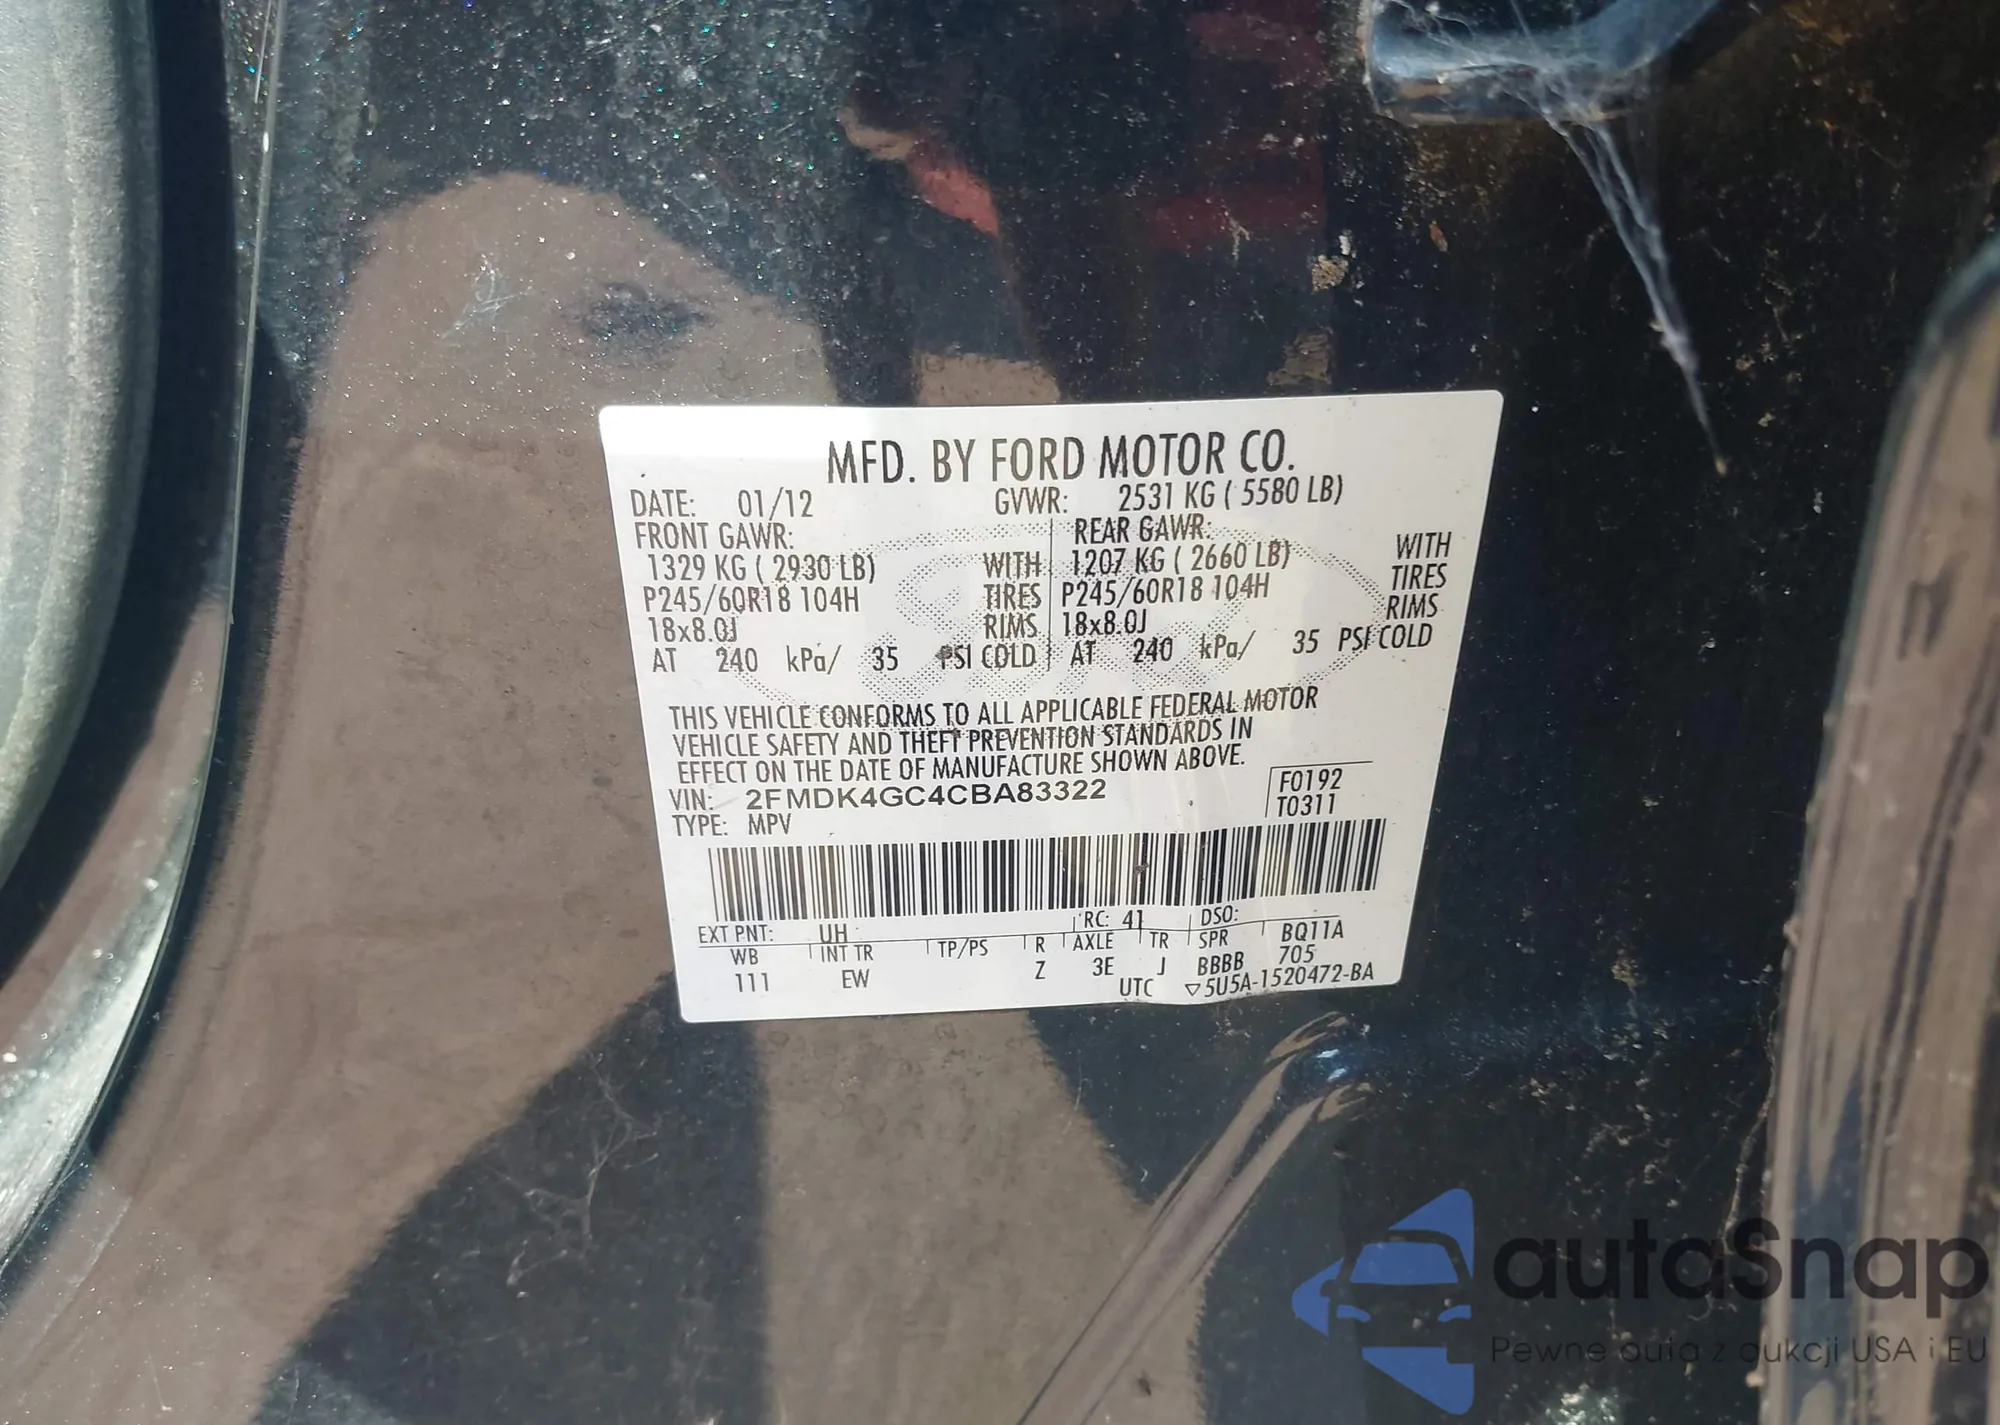 MFD. BY FORD MOTOR CO.
DATE: 01/12 GVWR: 2531 KG ( 5580 LB)
FRONT GAWR: REAR GAWR:
1329 KG ( 2930 LB) WITH 1207 KG ( 2660 LB) WITH
P245/60R18 104H TIRES P245/60R18 104H TIRES
18x8.0J RIMS 18x8.0J RIMS
AT 240 kPa/ 35 PSI COLD AT 240 kPa/ 35 PSI COLD
THIS VEHICLE CONFORMS TO ALL APPLICABLE FEDERAL MOTOR
VEHICLE SAFETY AND THEFT PREVENTION STANDARDS IN
EFFECT ON THE DATE OF MANUFACTURE SHOWN ABOVE.
VIN: 2FMDK4GC4CBA83322 F0192
TYPE: MPV T0311
EXT PNT: UH RC: 41 DSO: BQ11A
WB INT TR TP/PS R AXLE TR SPR 705
111 EW Z 3E J BBBB
UTC ▽5U5A-1520472-BA
autaSnap
Pewne auta z aukcji USA i EU